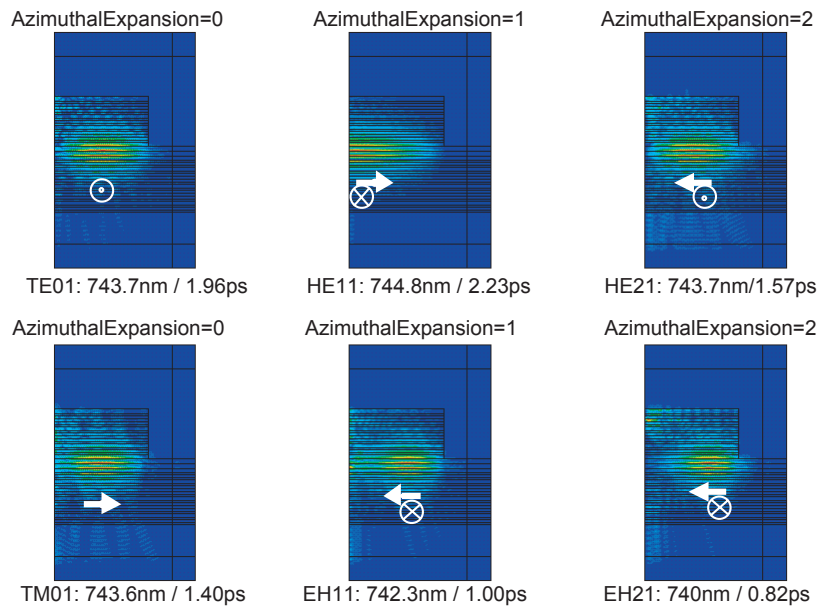 AzimuthalExpansion=0
AzimuthalExpansion=1
AzimuthalExpansion=2
TE01: 743.7nm / 1.96ps
HE11: 744.8nm / 2.23ps
HE21: 743.7nm/1.57ps
AzimuthalExpansion=0
AzimuthalExpansion=1
AzimuthalExpansion=2
TM01: 743.6nm / 1.40ps
EH11: 742.3nm / 1.00ps
EH21: 740nm / 0.82ps